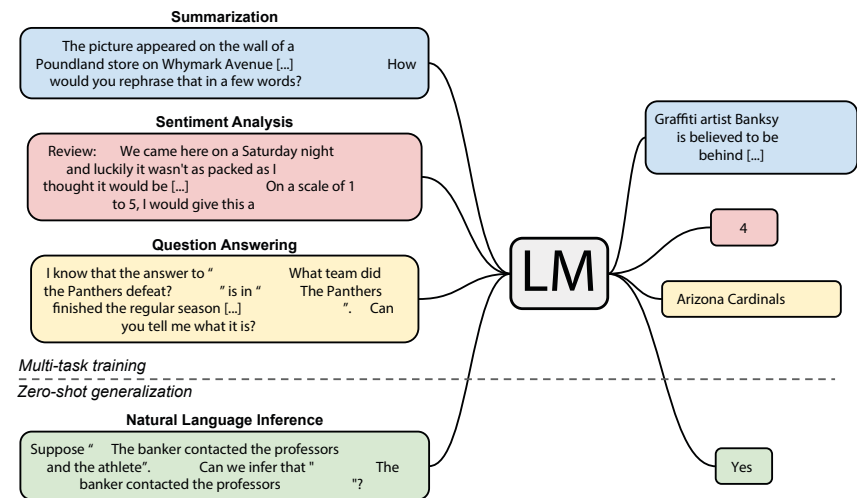 Summarization
The picture appeared on the wall of a
Poundland store on Whymark Avenue [...] How
would you rephrase that in a few words?
Sentiment Analysis
Review: We came here on a Saturday night
and luckily it wasn't as packed as I
thought it would be [...] On a scale of 1
to 5, I would give this a
Question Answering
I know that the answer to “ What team did
the Panthers defeat? ” is in “ The Panthers
finished the regular season [...] ”. Can
you tell me what it is?
Multi-task training
Zero-shot generalization
Natural Language Inference
Suppose “ The banker contacted the professors
and the athlete”. Can we infer that " The
banker contacted the professors "?
LM
Graffiti artist Banksy
is believed to be
behind [...]
4
Arizona Cardinals
Yes